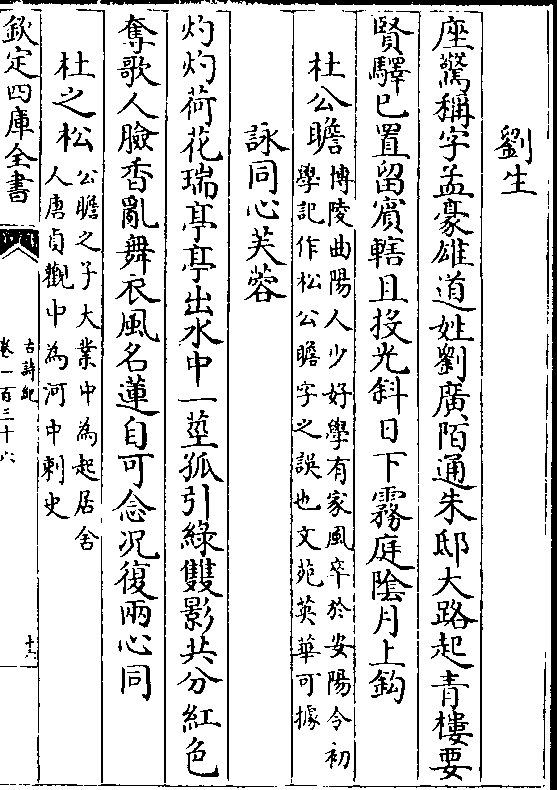 劉生
座驚稱字孟豪雄道姓劉廣陌通朱邸大路起青樓要
賢驛已置留賔轄且投光斜日下霧庭隂月上鈎
杜公瞻博陵曲陽人少好學有家風卒於安陽令初
學記作松公瞻字之誤也文苑英華可據
詠同心芙蓉
灼灼荷花瑞亭亭出水中一莖孤引緑雙影共分紅色
奪歌人臉香亂舞衣風名蓮自可念况復兩心同
杜之松公瞻之子大業中為起居舍
人唐貞觀中為河中刺史
欽定四庫全書
古詩紀
卷一百三十六